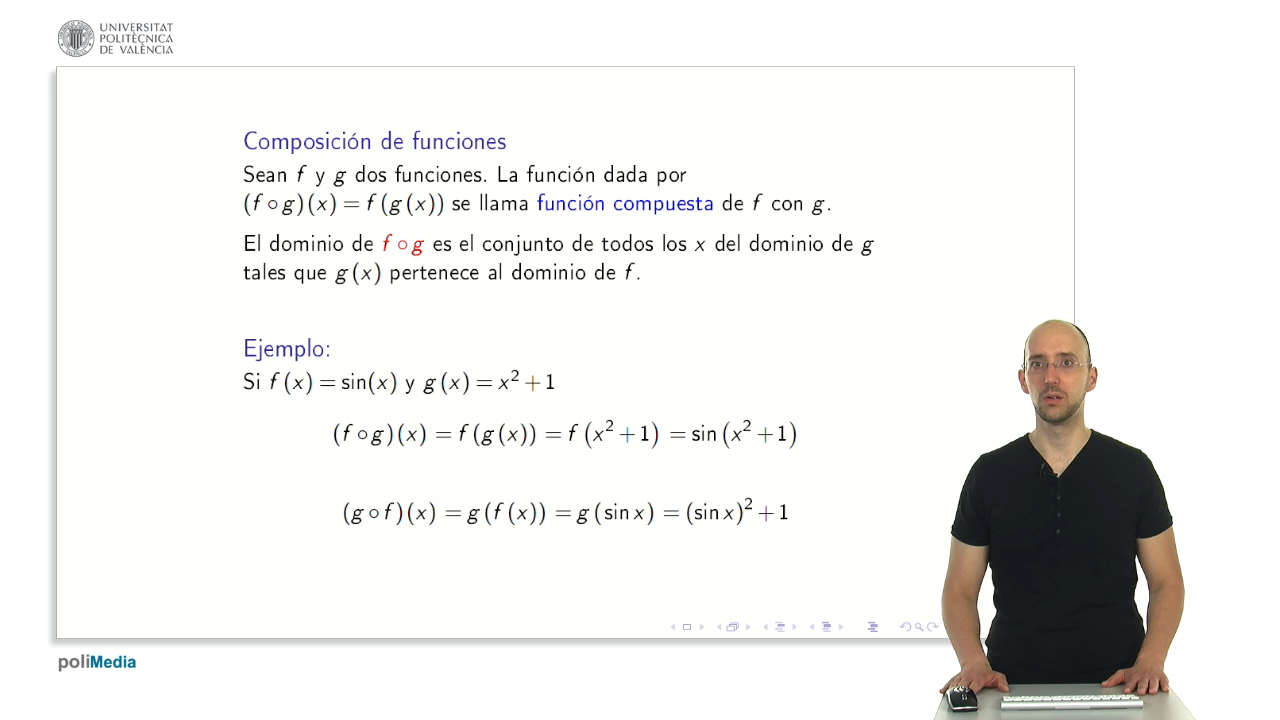 UNIVERSITAT
POLITÈCNICA
DE VALÈNCIA
Composición de funciones
Sean f y g dos funciones. La función dada por
(f ∘ g)(x) = f(g(x)) se llama función compuesta de f con g.
El dominio de f ∘ g es el conjunto de todos los x del dominio de g
tales que g(x) pertenece al dominio de f.
Ejemplo:
Si f(x) = sin(x) y g(x) = x² + 1
(f ∘ g)(x) = f(g(x)) = f(x² + 1) = sin(x² + 1)
(g ∘ f)(x) = g(f(x)) = g(sin x) = (sin x)² + 1
poliMedia